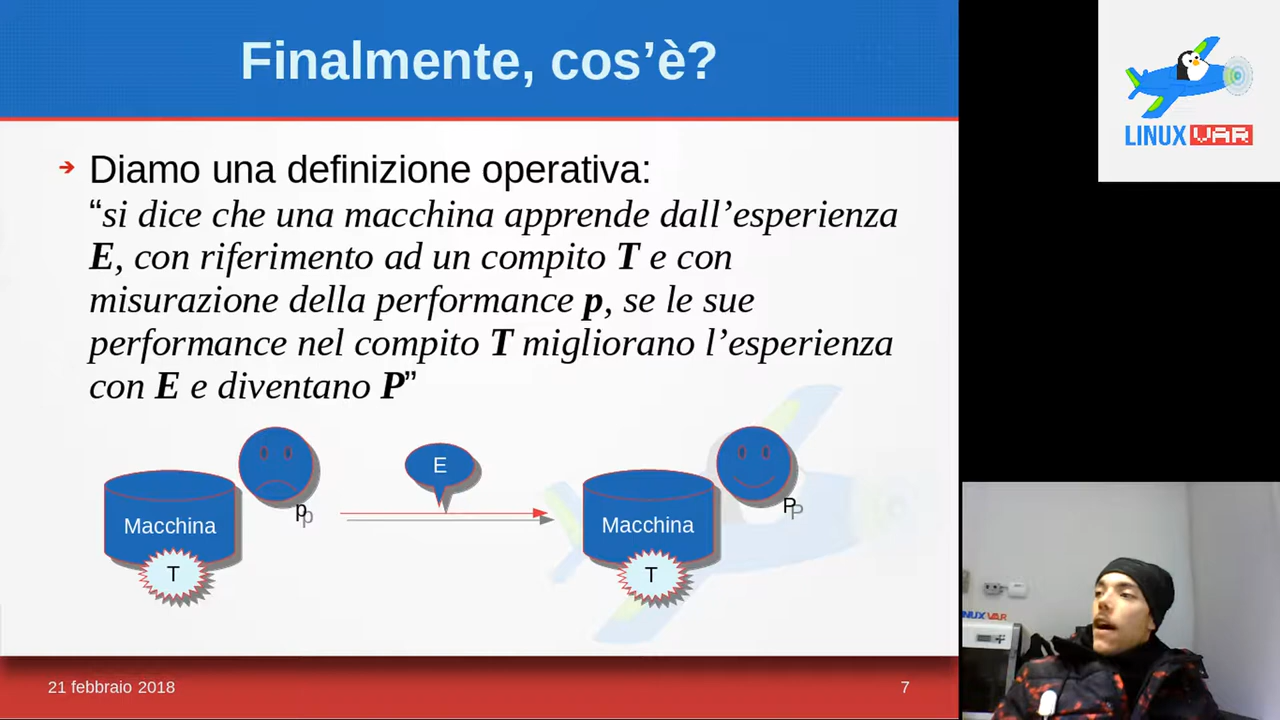 Finalmente, cos’è?
Diamo una definizione operativa:
“si dice che una macchina apprende dall’esperienza
E, con riferimento ad un compito T e con
misurazione della performance p, se le sue
performance nel compito T migliorano l’esperienza
con E e diventano P”
E
p
P
Macchina
Macchina
T
T
21 febbraio 2018
7
LINUX VAR
NUX VAR